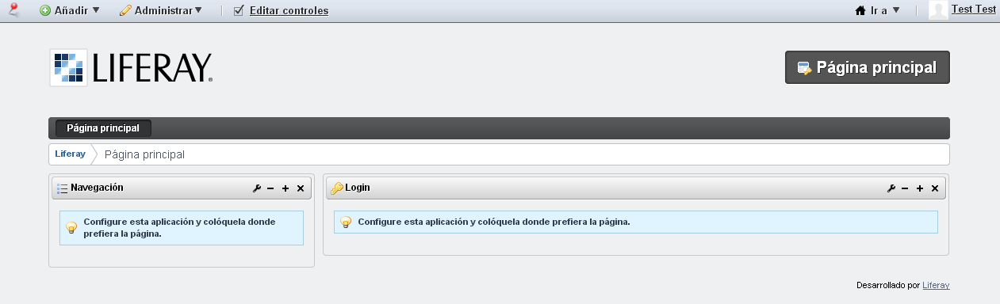 Añadir Administrar Editar controles Ir a Test Test
LIFERAY
Página principal
Página principal
Liferay Página principal
Navegación
Configure esta aplicación y colóquela donde
prefiera la página.
Login
Configure esta aplicación y colóquela donde prefiera la página.
Desarrollado por Liferay